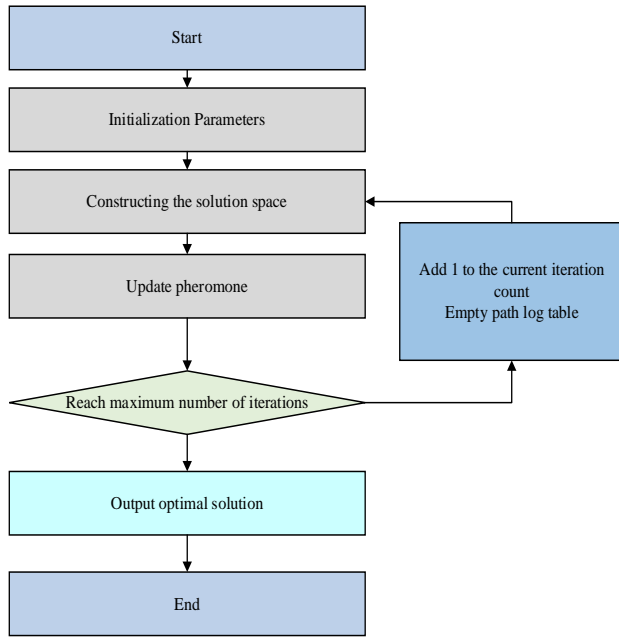 Start
Initialization Parameters
Constructing the solution space
Update pheromone
Add 1 to the current iteration
count
Empty path log table
Reach maximum number of iterations
Output optimal solution
End